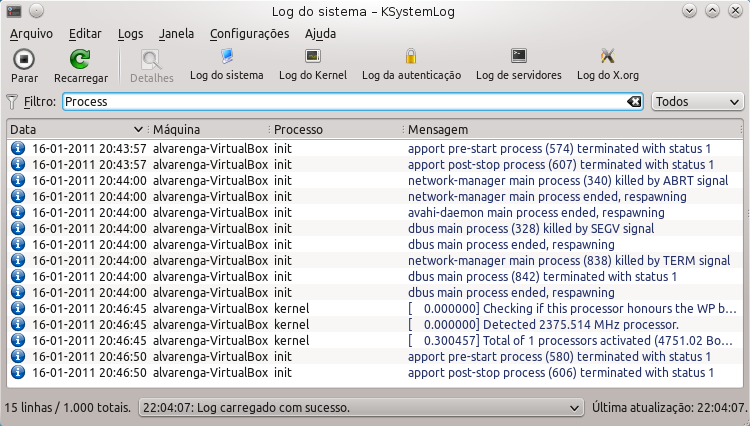 Log do sistema – KSystemLog
Arquivo Editar Logs Janela Configurações Ajuda
Parar Recarregar Detalhes Log do sistema Log do Kernel Log da autenticação Log de servidores Log do X.org
Filtro: Process Todos
Data Máquina Processo Mensagem
16-01-2011 20:43:57 alvarenga-VirtualBox init apport pre-start process (574) terminated with status 1
16-01-2011 20:43:57 alvarenga-VirtualBox init apport post-stop process (607) terminated with status 1
16-01-2011 20:44:00 alvarenga-VirtualBox init network-manager main process (340) killed by ABRT signal
16-01-2011 20:44:00 alvarenga-VirtualBox init network-manager main process ended, respawning
16-01-2011 20:44:00 alvarenga-VirtualBox init avahi-daemon main process ended, respawning
16-01-2011 20:44:00 alvarenga-VirtualBox init dbus main process (328) killed by SEGV signal
16-01-2011 20:44:00 alvarenga-VirtualBox init dbus main process ended, respawning
16-01-2011 20:44:00 alvarenga-VirtualBox init network-manager main process (838) killed by TERM signal
16-01-2011 20:44:00 alvarenga-VirtualBox init dbus main process (842) terminated with status 1
16-01-2011 20:44:00 alvarenga-VirtualBox init dbus main process ended, respawning
16-01-2011 20:46:45 alvarenga-VirtualBox kernel [ 0.000000] Checking if this processor honours the WP b...
16-01-2011 20:46:45 alvarenga-VirtualBox kernel [ 0.000000] Detected 2375.514 MHz processor.
16-01-2011 20:46:45 alvarenga-VirtualBox kernel [ 0.300457] Total of 1 processors activated (4751.02 Bo...
16-01-2011 20:46:50 alvarenga-VirtualBox init apport pre-start process (580) terminated with status 1
16-01-2011 20:46:50 alvarenga-VirtualBox init apport post-stop process (606) terminated with status 1
15 linhas / 1.000 totais. 22:04:07: Log carregado com sucesso. Última atualização: 22:04:07.